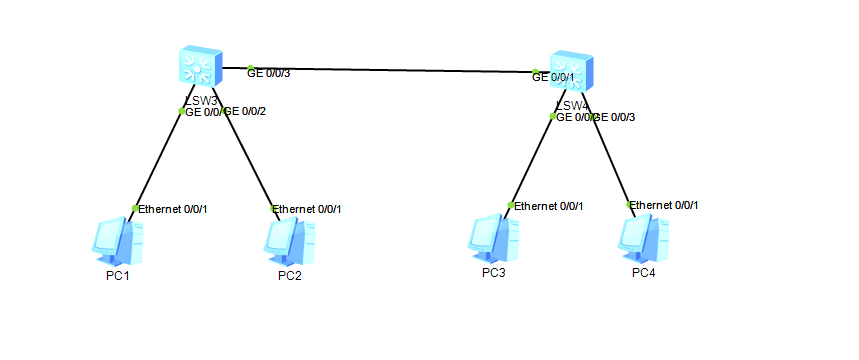 GE 0/0/3
GE 0/0/1
LSW3
LSW4
GE 0/0/
GE 0/0/2
GE 0/0/
GE 0/0/3
Ethernet 0/0/1
Ethernet 0/0/1
Ethernet 0/0/1
Ethernet 0/0/1
PC1
PC2
PC3
PC4